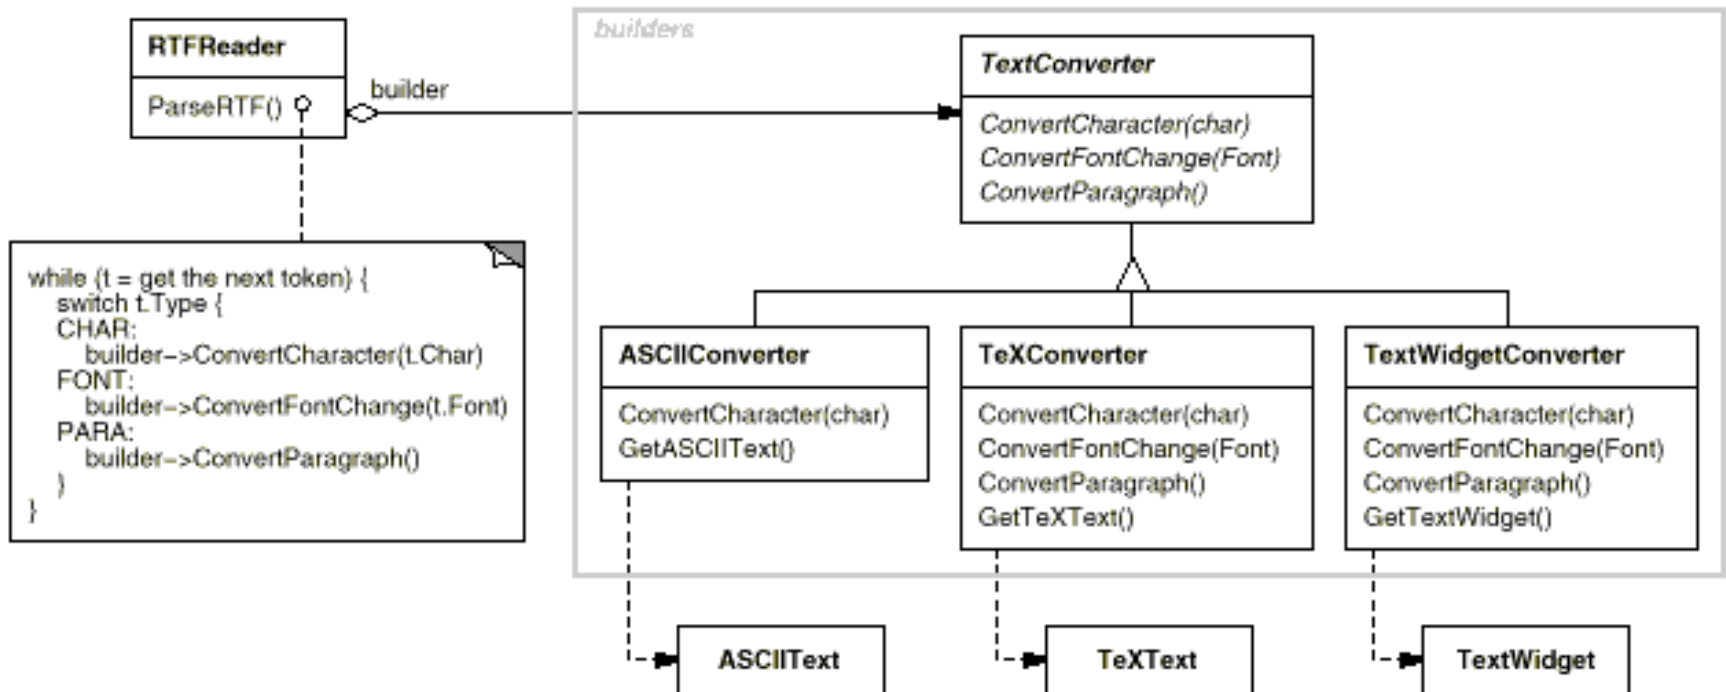 builders
RTFReader
ParseRTF()
builder
TextConverter
ConvertCharacter(char)
ConvertFontChange(Font)
ConvertParagraph()
while (t = get the next token) {
switch t.Type {
CHAR:
builder->ConvertCharacter(t.Char)
FONT:
builder->ConvertFontChange(t.Font)
PARA:
builder->ConvertParagraph()
}
}
ASCIIConverter
ConvertCharacter(char)
GetASCIIText()
TeXConverter
ConvertCharacter(char)
ConvertFontChange(Font)
ConvertParagraph()
GetTeXText()
TextWidgetConverter
ConvertCharacter(char)
ConvertFontChange(Font)
ConvertParagraph()
GetTextWidget()
ASCIIText
TeXText
TextWidget